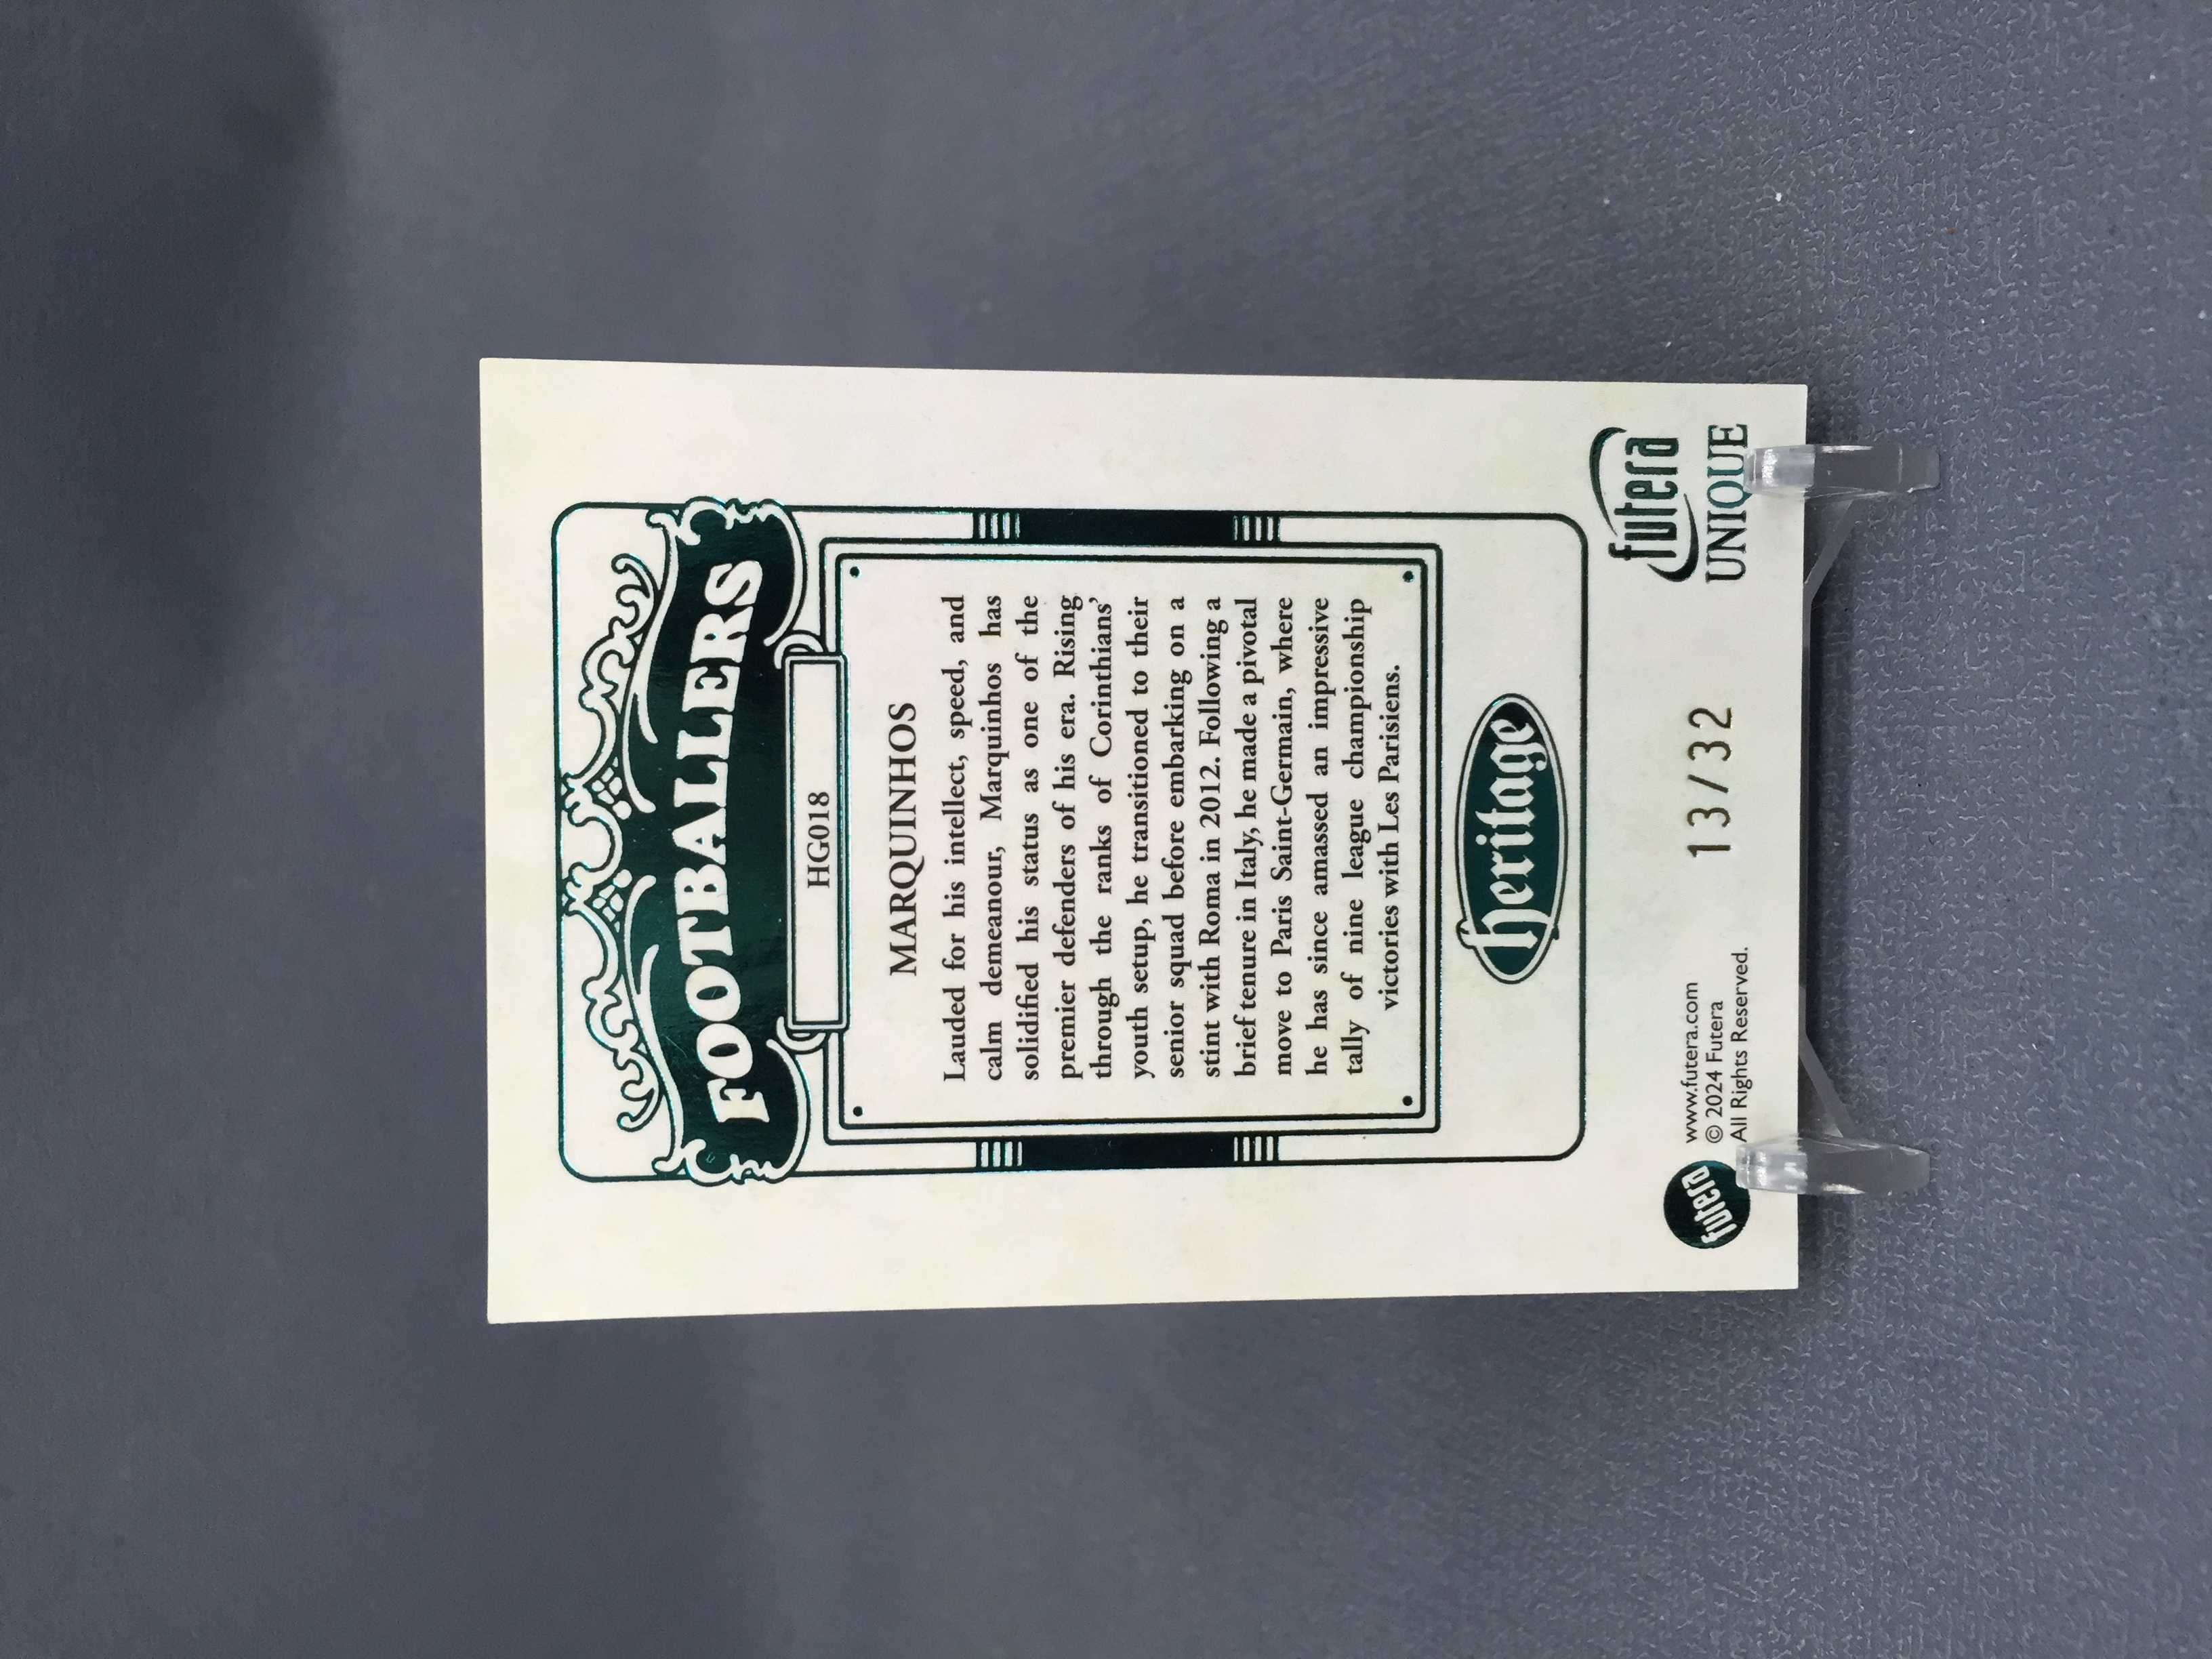 FOOTBALLERS
HG018
MARQUINHOS
Lauded for his intellect, speed, and
calm demeanour, Marquinhos has
solidified his status as one of the
premier defenders of his era. Rising
through the ranks of Corinthians’
youth setup, he transitioned to their
senior squad before embarking on a
stint with Roma in 2012. Following a
brief tenure in Italy, he made a pivotal
move to Paris Saint-Germain, where
he has since amassed an impressive
tally of nine league championship
victories with Les Parisiens.
heritage
futera
www.futera.com
© 2024 Futera
All Rights Reserved.
13/32
futera
UNIQUE